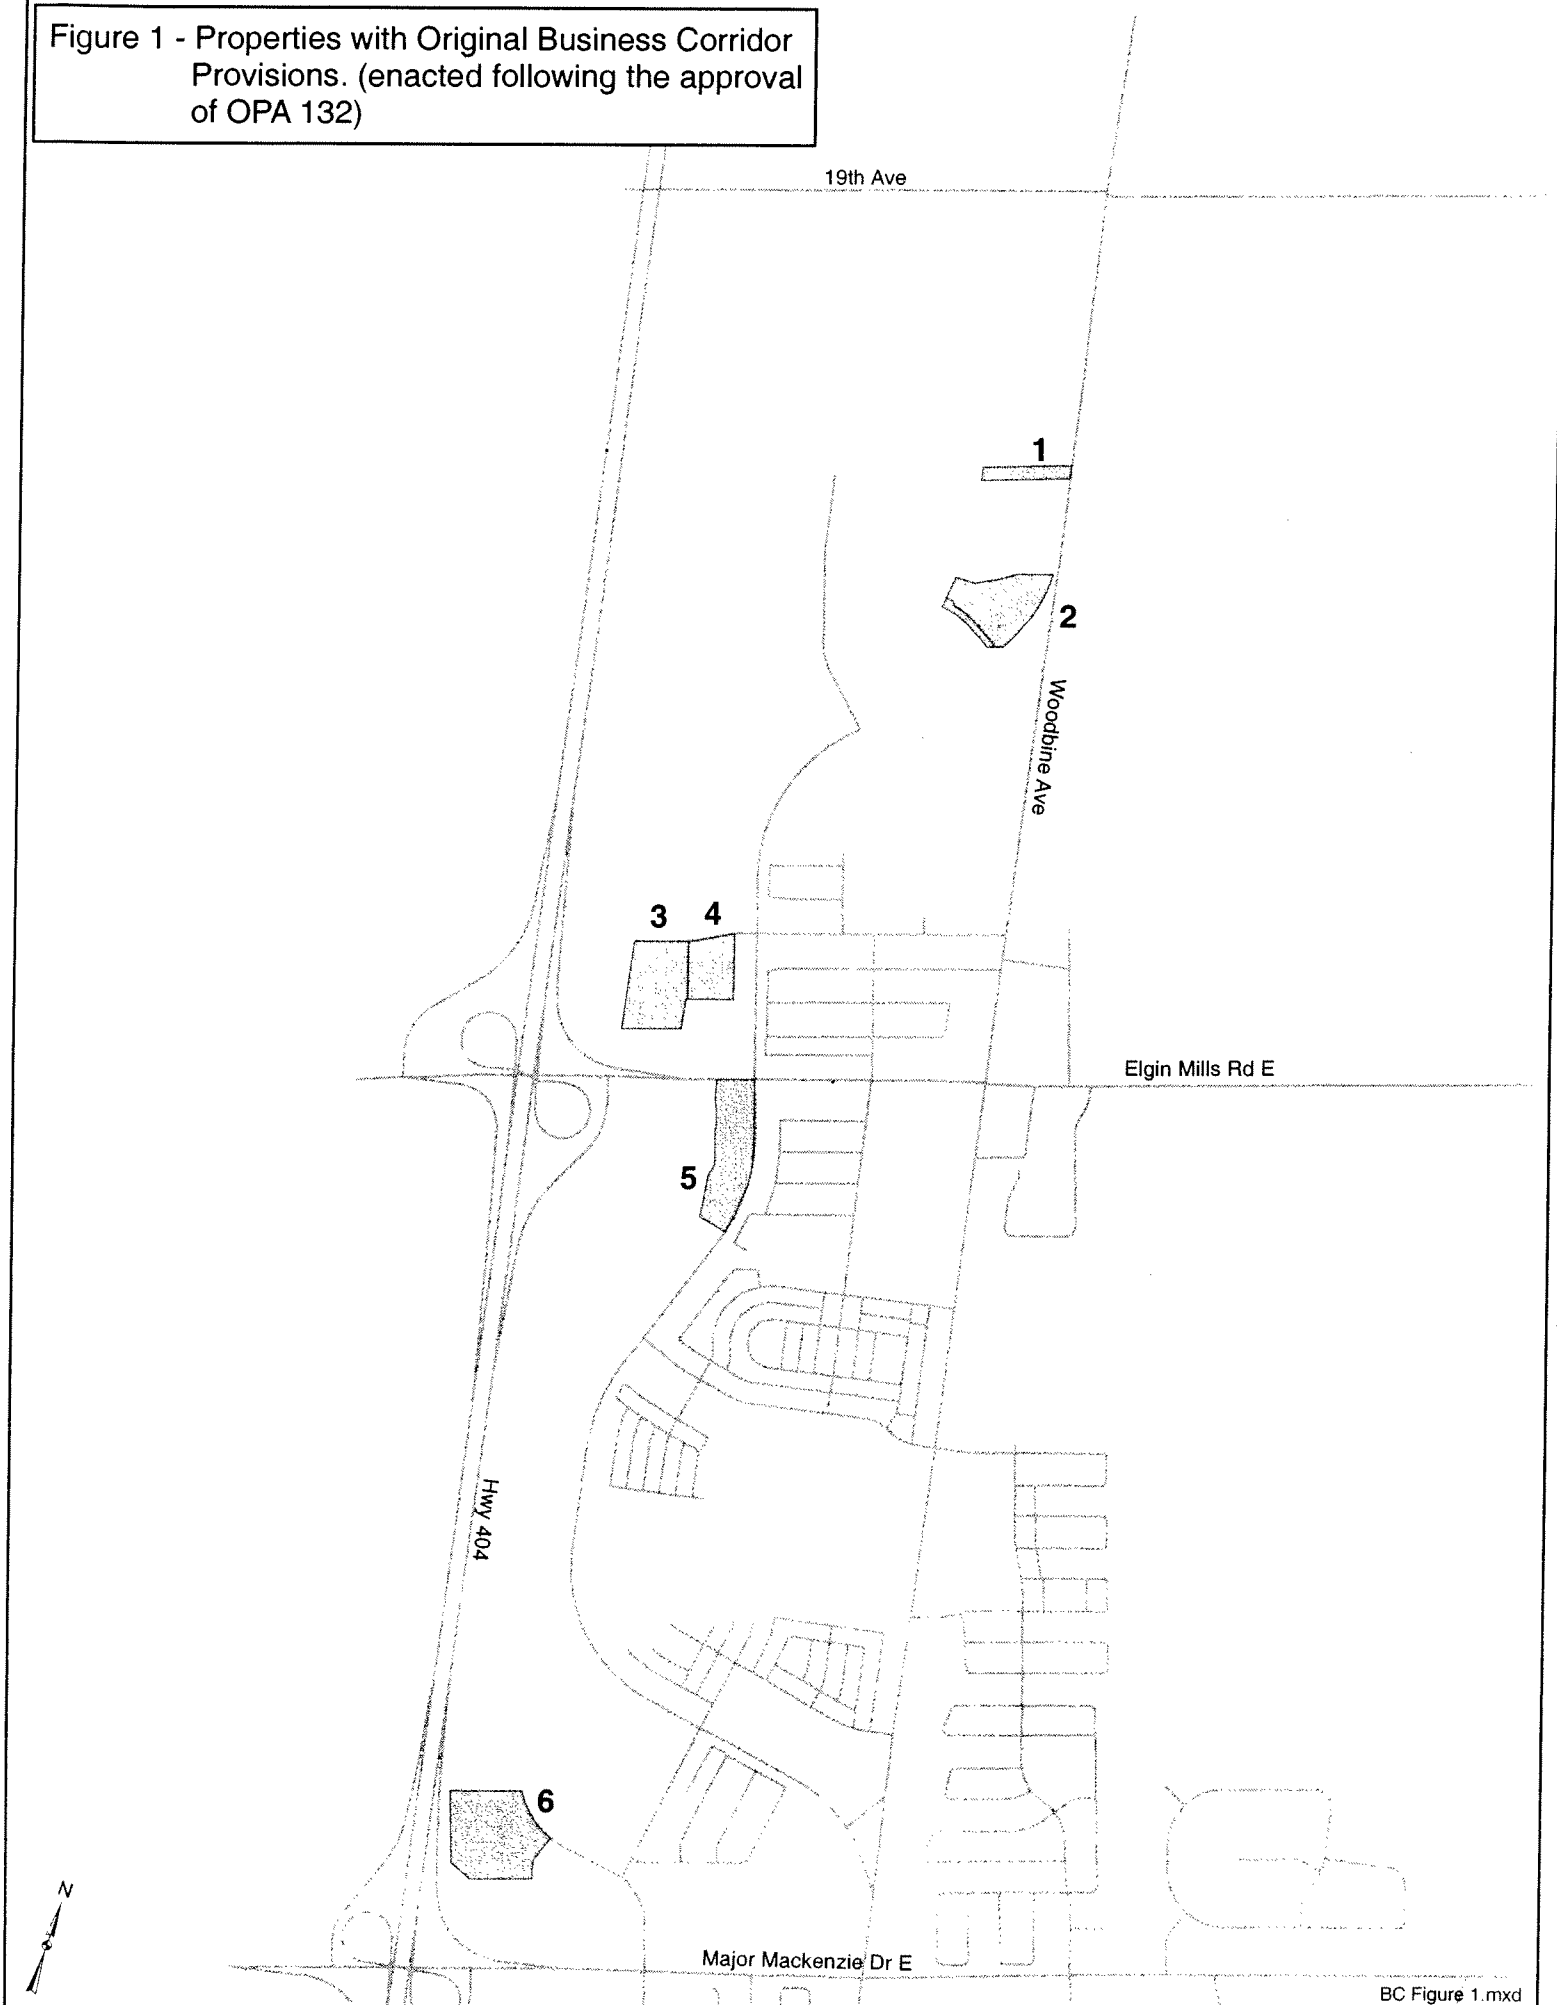 Figure 1 - Properties with Original Business Corridor
Provisions. (enacted following the approval
of OPA 132)
19th Ave
1
2
Woodbine Ave
3
4
Elgin Mills Rd E
5
Hwy 404
6
N
Major Mackenzie Dr E
BC Figure 1.mxd